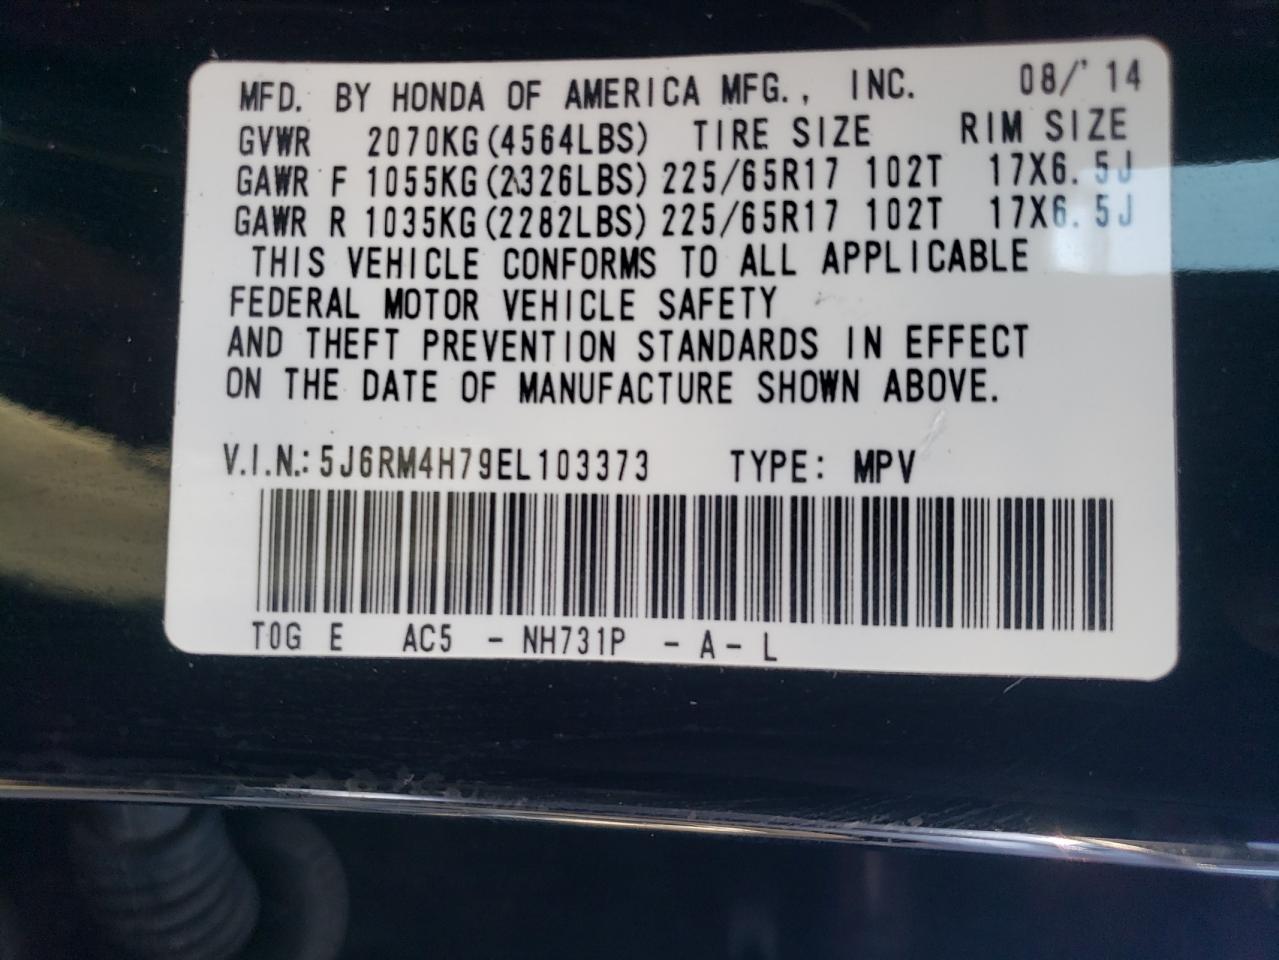 MFD. BY HONDA OF AMERICA MFG., INC. 08/'14
GVWR 2070KG(4564LBS) TIRE SIZE RIM SIZE
GAWR F 1055KG(2326LBS) 225/65R17 102T 17X6.5J
GAWR R 1035KG(2282LBS) 225/65R17 102T 17X6.5J
THIS VEHICLE CONFORMS TO ALL APPLICABLE
FEDERAL MOTOR VEHICLE SAFETY
AND THEFT PREVENTION STANDARDS IN EFFECT
ON THE DATE OF MANUFACTURE SHOWN ABOVE.
V.I.N.: 5J6RM4H79EL103373 TYPE: MPV
T0G E AC5 - NH731P - A - L